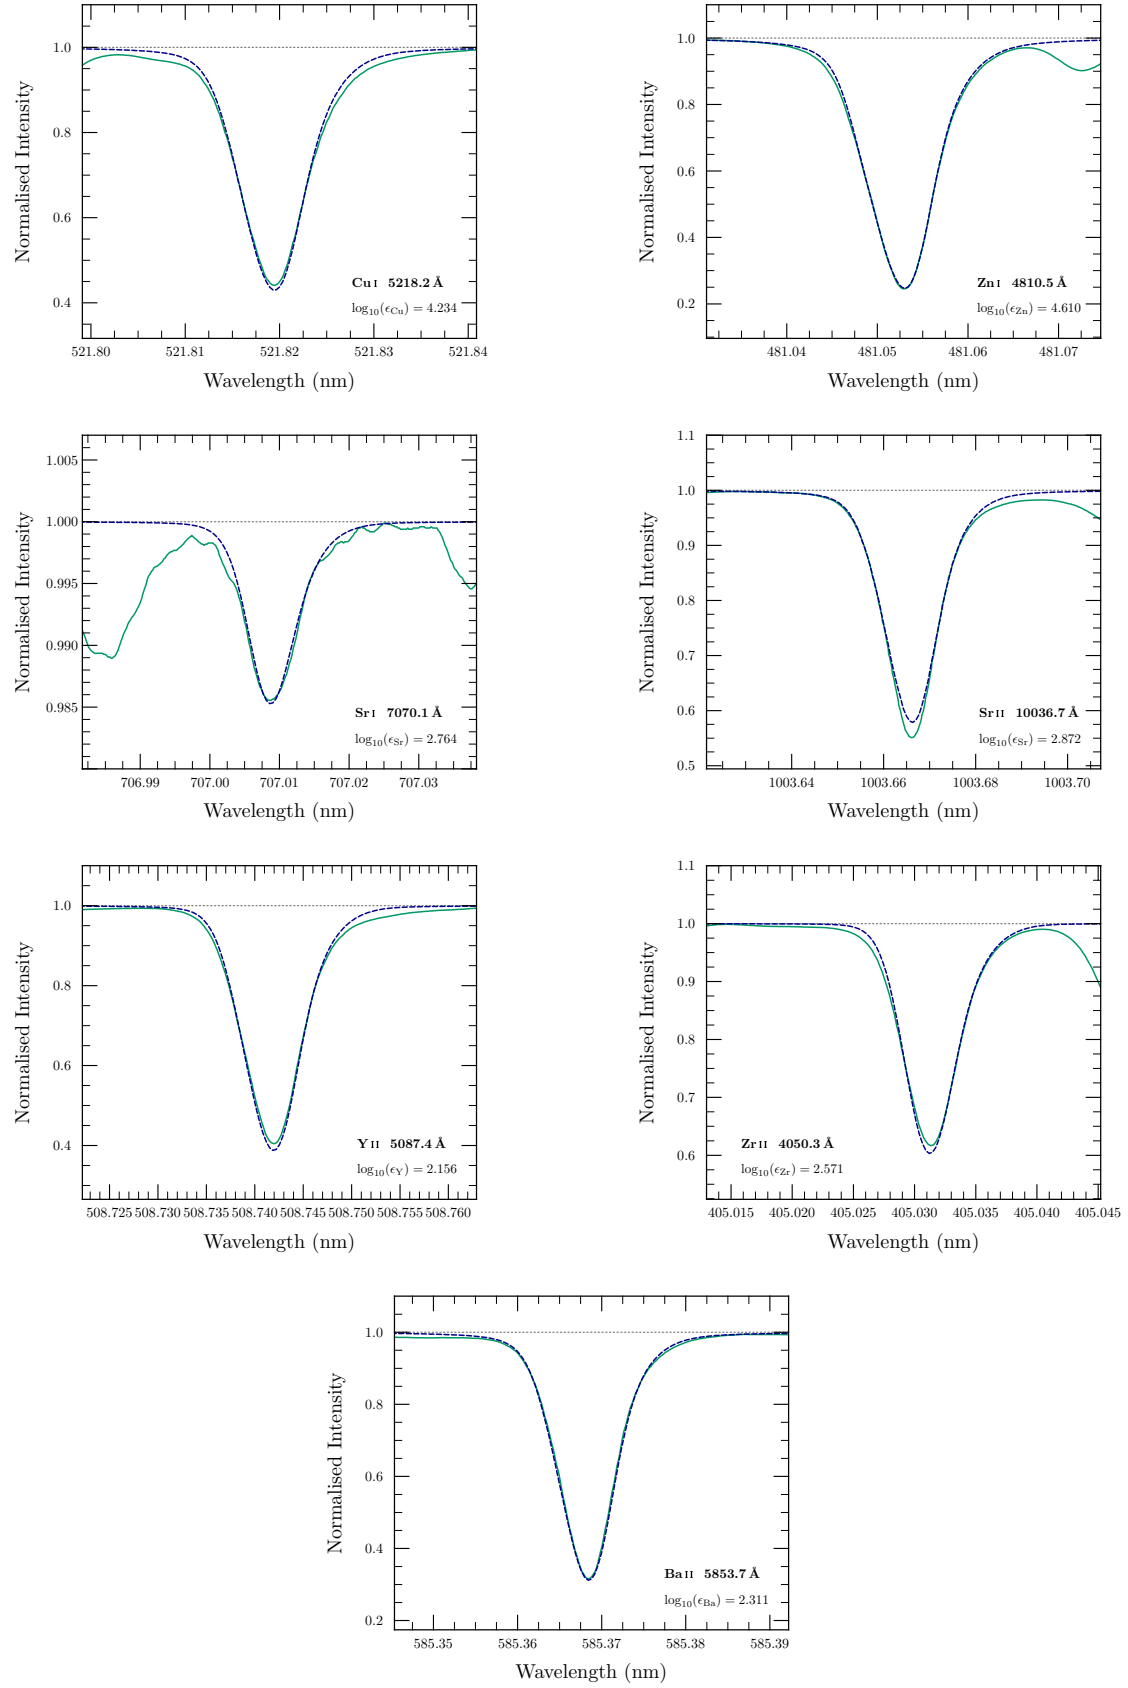 1.0
0.8
0.6
0.4
Normalised Intensity
Cu I 5218.2 Å
log₁₀(ϵ_Cu) = 4.234
521.80 521.81 521.82 521.83 521.84
Wavelength (nm)
1.0
0.8
0.6
0.4
0.2
Normalised Intensity
Zn I 4810.5 Å
log₁₀(ϵ_Zn) = 4.610
481.04 481.05 481.06 481.07
Wavelength (nm)
1.005
1.000
0.995
0.990
0.985
Normalised Intensity
Sr I 7070.1 Å
log₁₀(ϵ_Sr) = 2.764
706.99 707.00 707.01 707.02 707.03
Wavelength (nm)
1.1
1.0
0.9
0.8
0.7
0.6
0.5
Normalised Intensity
Sr II 10036.7 Å
log₁₀(ϵ_Sr) = 2.872
1003.64 1003.66 1003.68 1003.70
Wavelength (nm)
1.0
0.8
0.6
0.4
Normalised Intensity
Y II 5087.4 Å
log₁₀(ϵ_Y) = 2.156
508.725 508.730 508.735 508.740 508.745 508.750 508.755 508.760
Wavelength (nm)
1.1
1.0
0.9
0.8
0.7
0.6
Normalised Intensity
Zr II 4050.3 Å
log₁₀(ϵ_Zr) = 2.571
405.015 405.020 405.025 405.030 405.035 405.040 405.045
Wavelength (nm)
1.0
0.8
0.6
0.4
0.2
Normalised Intensity
Ba II 5853.7 Å
log₁₀(ϵ_Ba) = 2.311
585.35 585.36 585.37 585.38 585.39
Wavelength (nm)